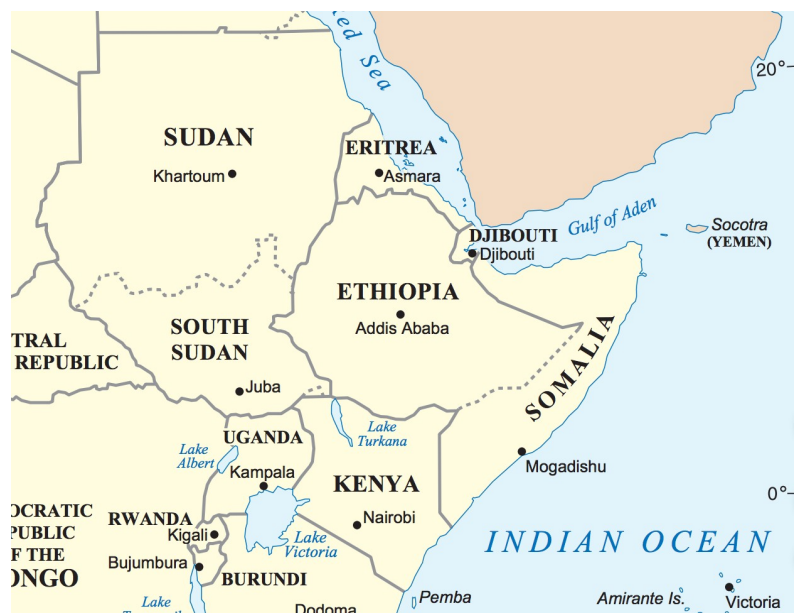 ed Sea
20°
SUDAN
Khartoum
ERITREA
Asmara
Gulf of Aden
Socotra
(YEMEN)
DJIBOUTI
Djibouti
ETHIOPIA
Addis Ababa
SOUTH
SUDAN
TRAL
REPUBLIC
SOMALIA
Juba
Lake
Turkana
UGANDA
Lake
Albert
Kampala
Mogadishu
KENYA
0°
OCRATIC
PUBLIC
F THE
ONGO
RWANDA
Kigali
Nairobi
Lake
Victoria
INDIAN OCEAN
Bujumbura
BURUNDI
Lake
Dodoma
Pemba
Amirante Is.
Victoria